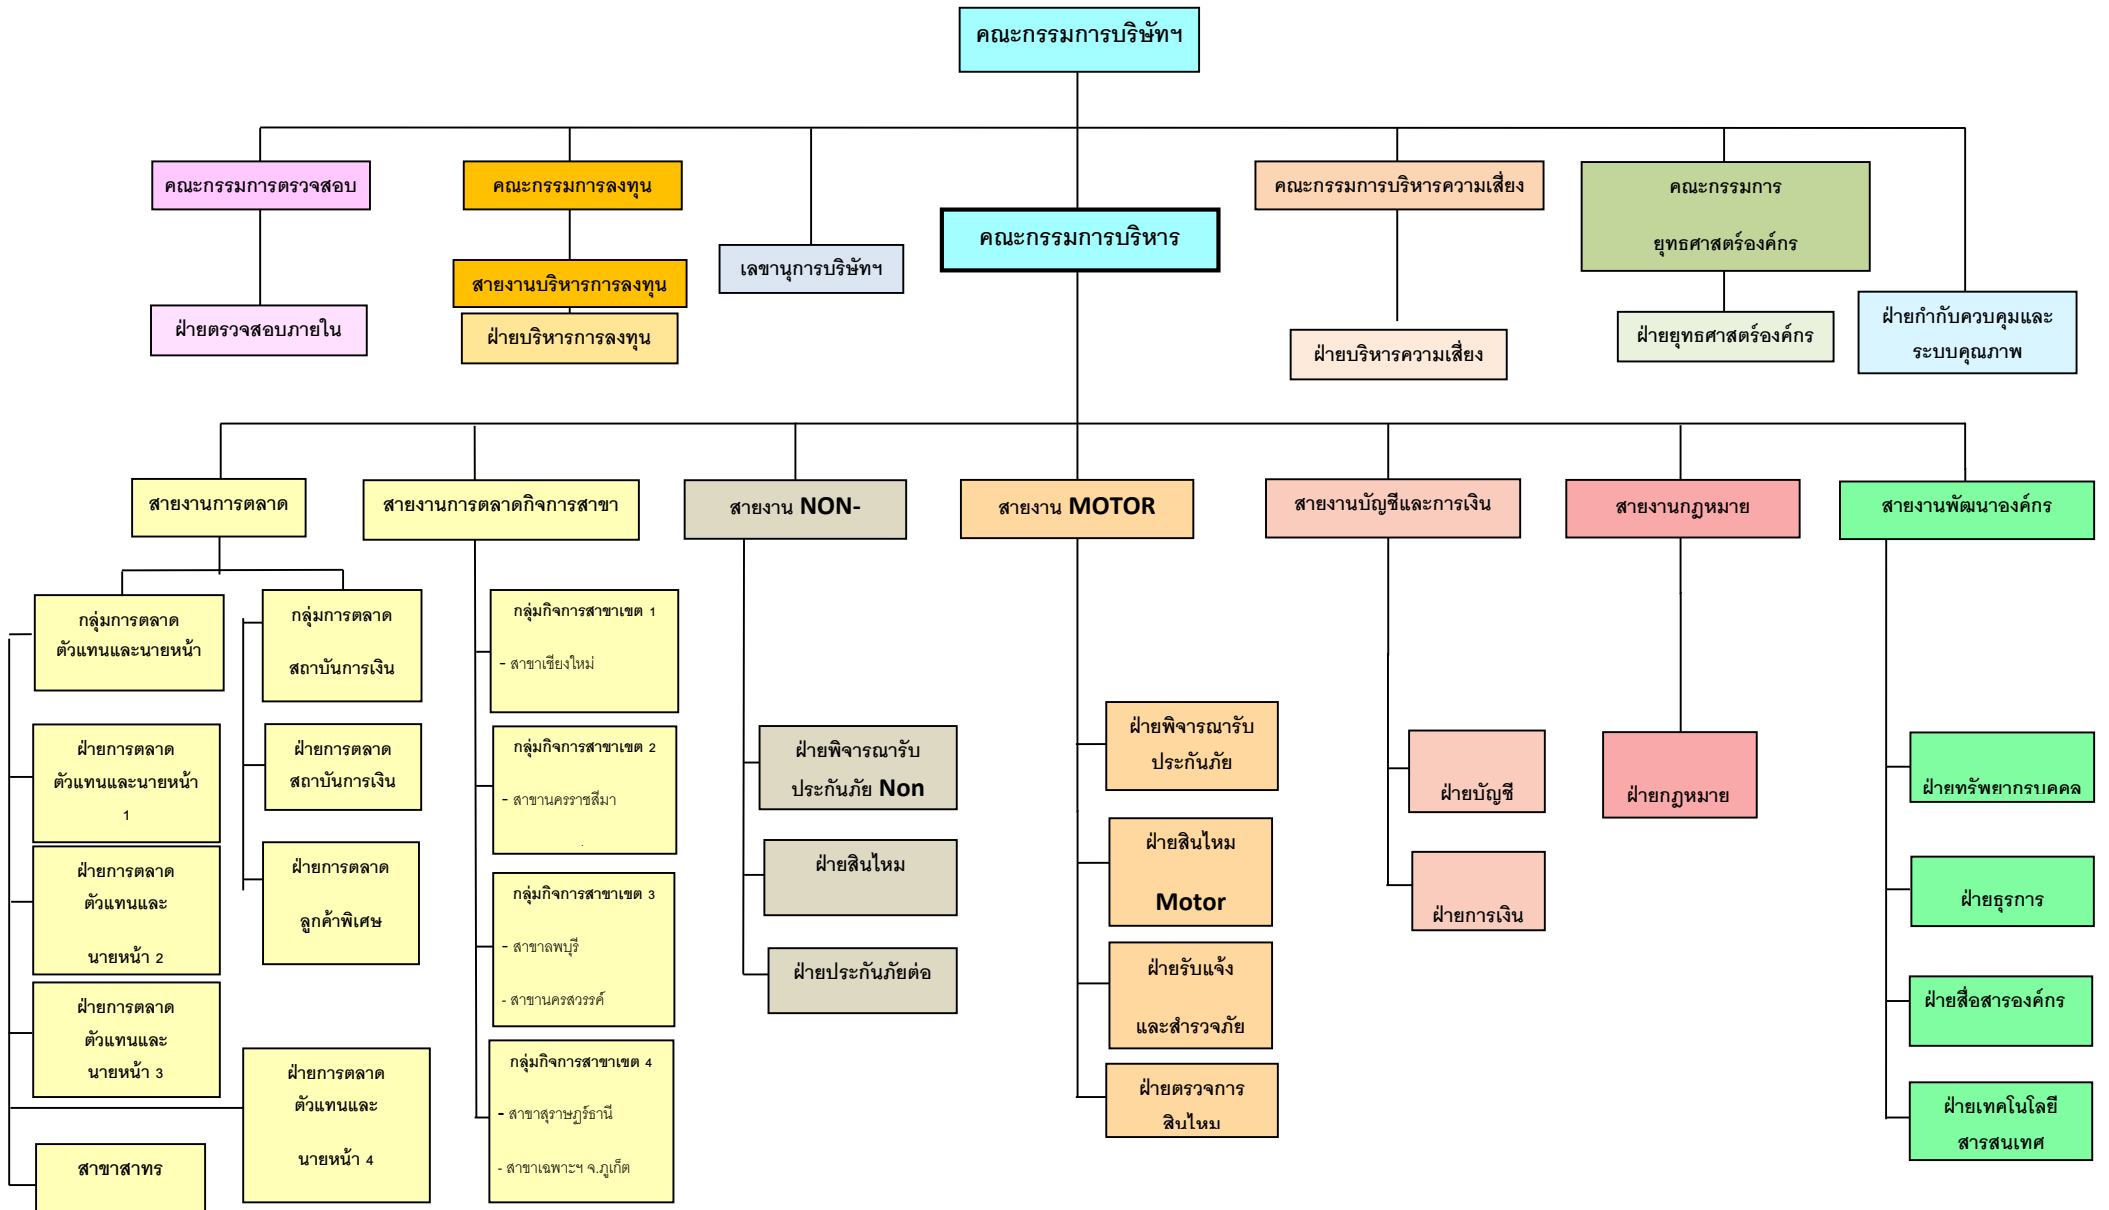 คณะกรรมการบริษัทฯ
คณะกรรมการตรวจสอบ
คณะกรรมการลงทุน
คณะกรรมการบริหารความเสี่ยง
คณะกรรมการ
ยุทธศาสตร์องค์กร
คณะกรรมการบริหาร
เลขานุการบริษัทฯ
สายงานบริหารการลงทุน
ฝ่ายตรวจสอบภายใน
ฝ่ายบริหารการลงทุน
ฝ่ายบริหารความเสี่ยง
ฝ่ายยุทธศาสตร์องค์กร
ฝ่ายกำกับควบคุมและ
ระบบคุณภาพ
สายงานการตลาด
สายงานการตลาดกิจการสาขา
สายงาน NON-
สายงาน MOTOR
สายงานบัญชีและการเงิน
สายงานกฎหมาย
สายงานพัฒนาองค์กร
กลุ่มการตลาด
ตัวแทนและนายหน้า
ฝ่ายการตลาด
ตัวแทนและนายหน้า
1
ฝ่ายการตลาด
ตัวแทนและ
นายหน้า 2
ฝ่ายการตลาด
ตัวแทนและ
นายหน้า 3
ฝ่ายการตลาด
ตัวแทนและ
นายหน้า 4
สาขาสาทร
กลุ่มการตลาด
สถาบันการเงิน
ฝ่ายการตลาด
สถาบันการเงิน
ฝ่ายการตลาด
ลูกค้าพิเศษ
กลุ่มกิจการสาขาเขต 1
- สาขาเชียงใหม่
กลุ่มกิจการสาขาเขต 2
- สาขานครราชสีมา
กลุ่มกิจการสาขาเขต 3
- สาขาลพบุรี
- สาขานครสวรรค์
กลุ่มกิจการสาขาเขต 4
- สาขาสุราษฎร์ธานี
- สาขาเฉพาะฯ จ.ภูเก็ต
ฝ่ายพิจารณารับ
ประกันภัย Non
ฝ่ายสินไหม
ฝ่ายประกันภัยต่อ
ฝ่ายพิจารณารับ
ประกันภัย
ฝ่ายสินไหม
Motor
ฝ่ายรับแจ้ง
และสำรวจภัย
ฝ่ายตรวจการ
สินไหม
ฝ่ายบัญชี
ฝ่ายการเงิน
ฝ่ายกฎหมาย
ฝ่ายทรัพยากรบุคคล
ฝ่ายธุรการ
ฝ่ายสื่อสารองค์กร
ฝ่ายเทคโนโลยี
สารสนเทศ